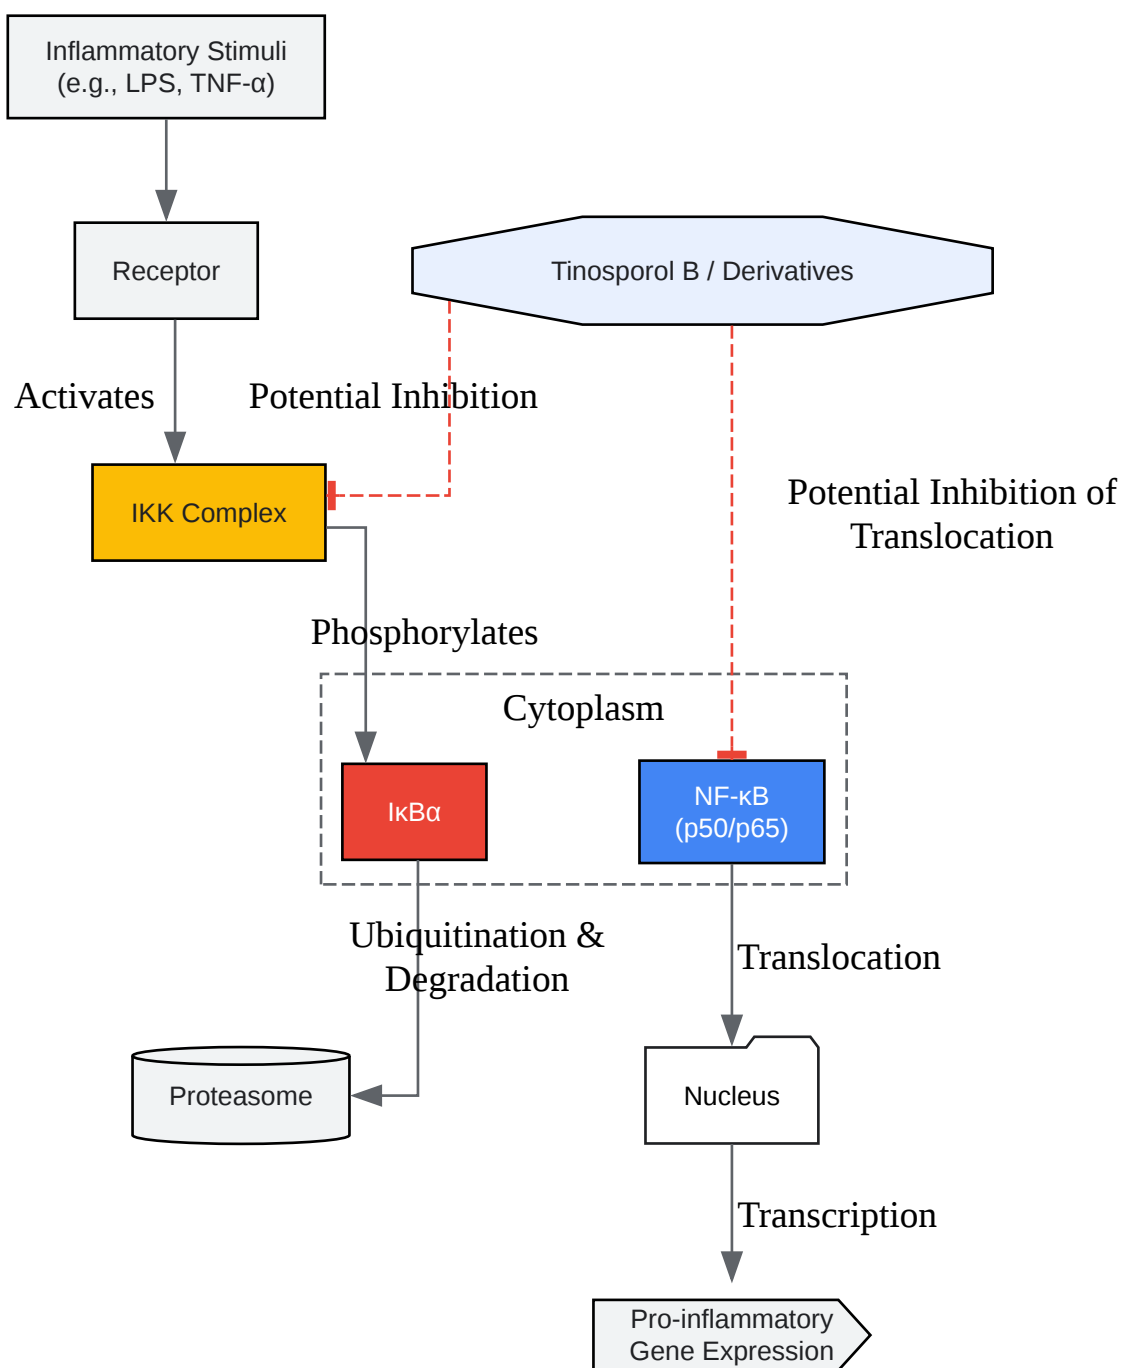 Inflammatory Stimuli
(e.g., LPS, TNF-α)
Receptor
Tinosporol B / Derivatives
Activates
Potential Inhibition
IKK Complex
Potential Inhibition of
Translocation
Phosphorylates
Cytoplasm
IκBα
NF-κB
(p50/p65)
Ubiquitination &
Degradation
Translocation
Proteasome
Nucleus
Transcription
Pro-inflammatory
Gene Expression